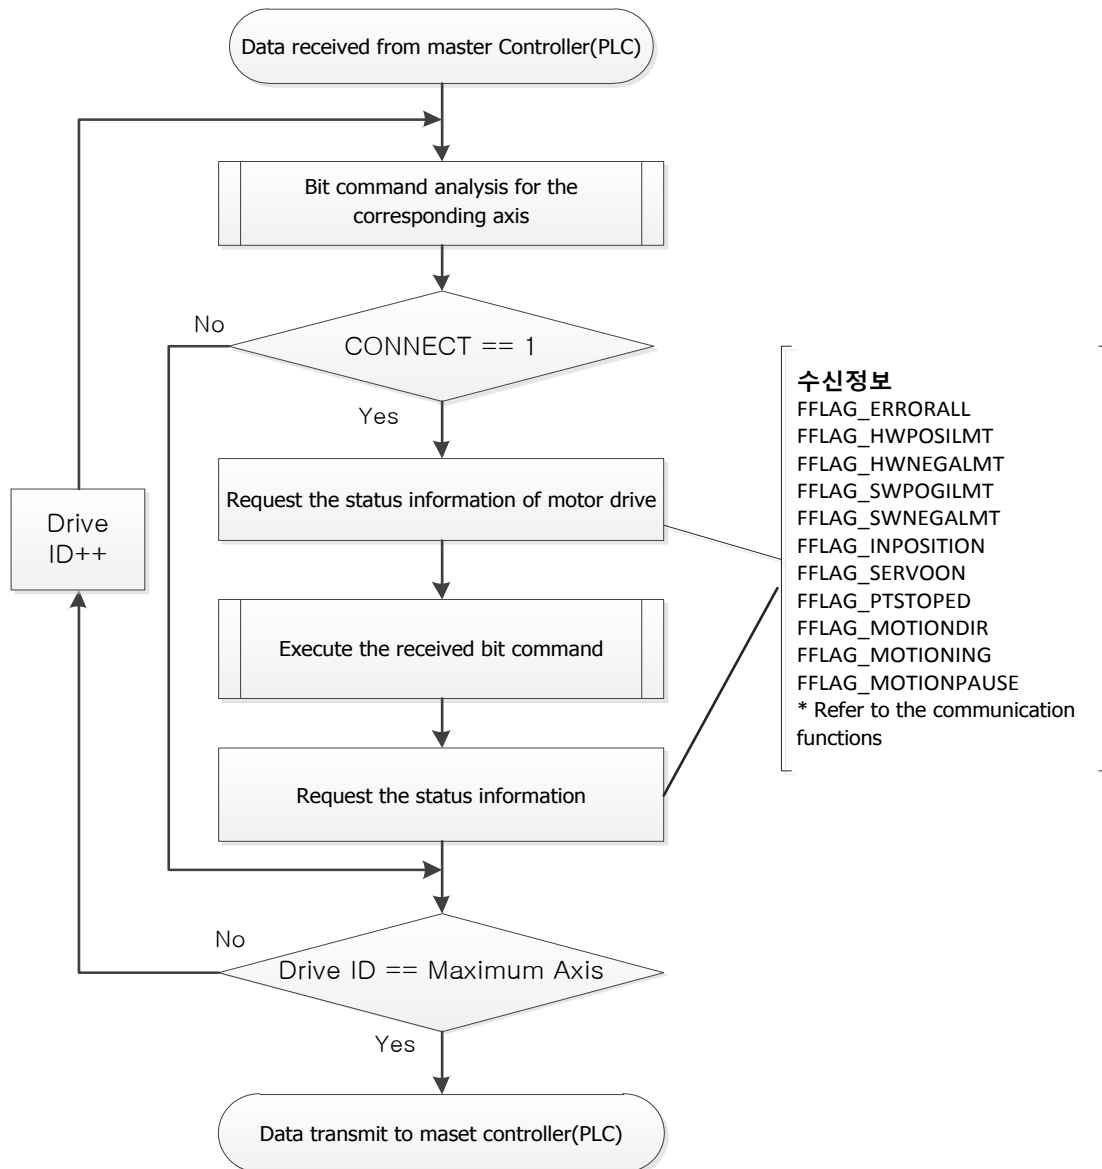 Data received from master Controller(PLC)
Bit command analysis for the
corresponding axis
No
CONNECT == 1
Yes
수신정보
FFLAG_ERRORALL
FFLAG_HWPOSILMT
FFLAG_HWNEGALMT
FFLAG_SWPOGILMT
FFLAG_SWNEGALMT
FFLAG_INPOSITION
FFLAG_SERVOON
FFLAG_PTSTOPED
FFLAG_MOTIONDIR
FFLAG_MOTIONING
FFLAG_MOTIONPAUSE
* Refer to the communication
functions
Request the status information of motor drive
Drive
ID++
Execute the received bit command
Request the status information
No
Drive ID == Maximum Axis
Yes
Data transmit to maset controller(PLC)